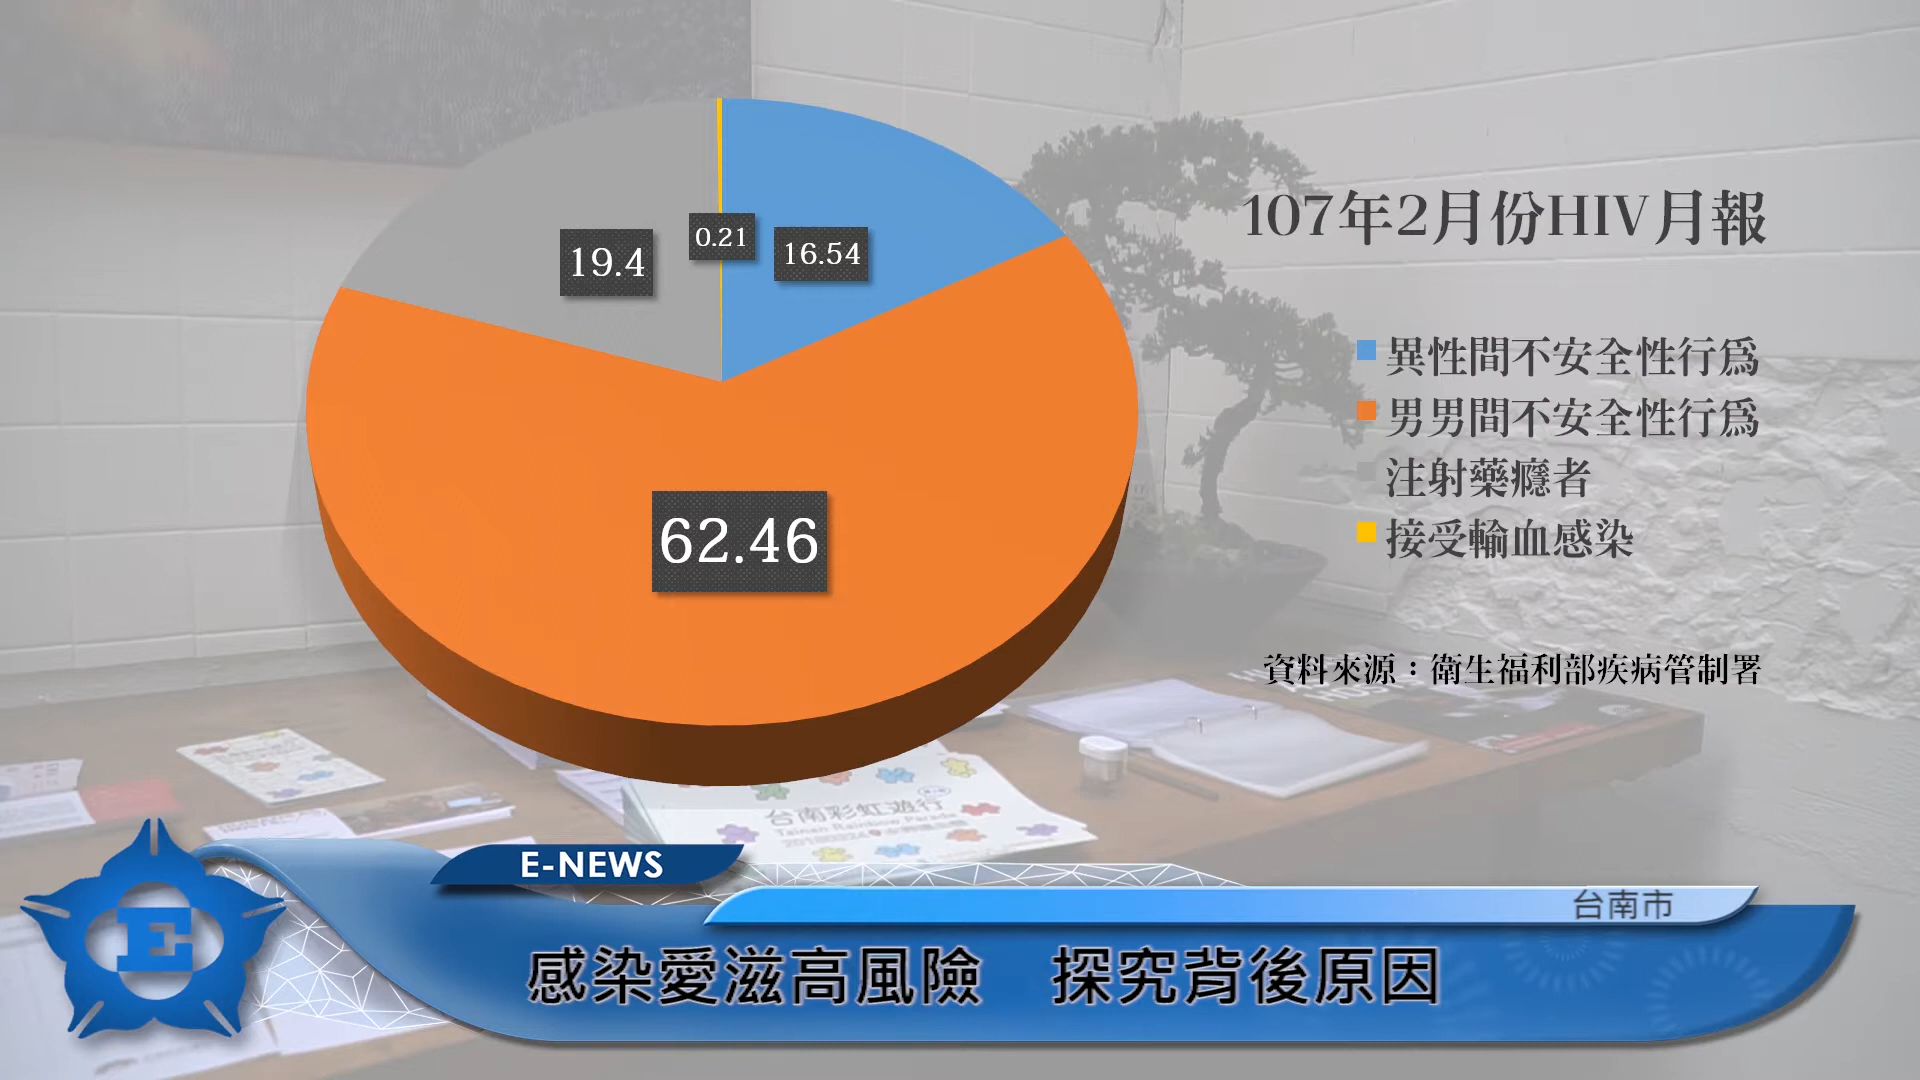 107年2月份HIV月報
0.21
16.54
19.4
62.46
異性間不安全性行為
男男間不安全性行為
注射藥癮者
接受輸血感染
資料來源：衛生福利部疾病管制署
台南彩虹遊行
Tainan Rainbow Parade
E
E-NEWS
台南市
感染愛滋高風險　探究背後原因